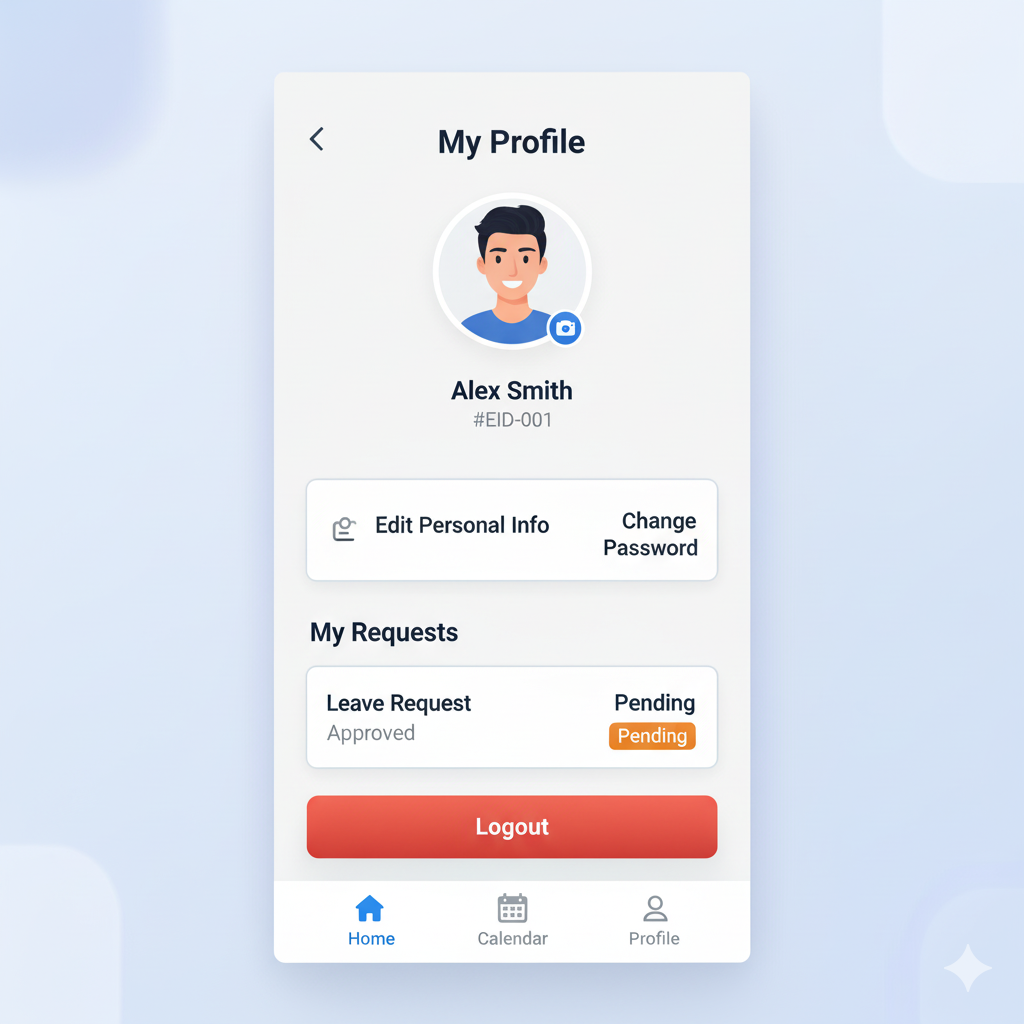 My Profile
Alex Smith
#EID-001
Edit Personal Info
Change
Password
My Requests
Leave Request
Pending
Approved
Pending
Logout
Home
Calendar
Profile